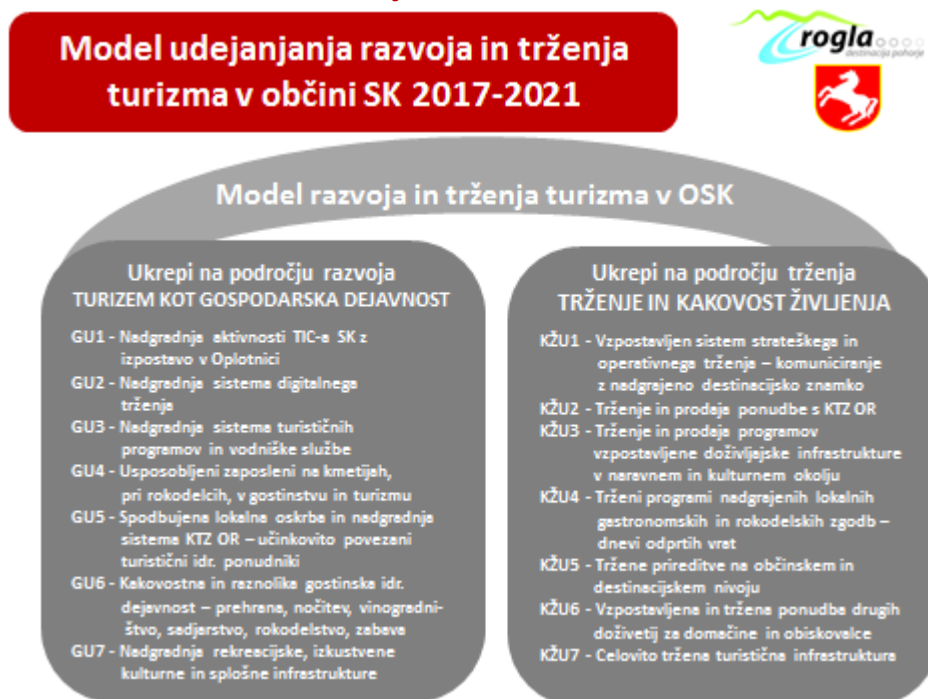 Model udejanjanja razvoja in trženja
turizma v občini SK 2017-2021
rogla
destinacija pohorje
Model razvoja in trženja turizma v OSK
Ukrepi na področju razvoja
TURIZEM KOT GOSPODARSKA DEJAVNOST
GU1 - Nadgradnja aktivnosti TIC-a SK z
izpostavo v Oplotnici
GU2 - Nadgradnja sistema digitalnega
trženja
GU3 - Nadgradnja sistema turističnih
programov in vodniške službe
GU4 - Usposobljeni zaposleni na kmetijah,
pri rokodelcih, v gostinstvu in turizmu
GU5 - Spodbujena lokalna oskrba in nadgradnja
sistema KTZ OR – učinkovito povezani
turistični idr. ponudniki
GU6 - Kakovostna in raznolika gostinska idr.
dejavnost – prehrana, nočitev, vinogradni-
štvo, sadjarstvo, rokodelstvo, zabava
GU7 - Nadgradnja rekreacijske, izkustvene
kulturne in splošne infrastrukture
Ukrepi na področju trženja
TRŽENJE IN KAKOVOST ŽIVLJENJA
KŽU1 - Vzpostavljen sistem strateškega in
operativnega trženja – komuniciranje
z nadgrajeno destinacijsko znamko
KŽU2 - Trženje in prodaja ponudbe s KTZ OR
KŽU3 - Trženje in prodaja programov
vzpostavljene doživljajske infrastrukture
v naravnem in kulturnem okolju
KŽU4 - Trženi programi nadgrajenih lokalnih
gastronomskih in rokodelskih zgodb –
dnevi odprtih vrat
KŽU5 - Tržene prireditve na občinskem in
destinacijskem nivoju
KŽU6 - Vzpostavljena in tržena ponudba drugih
doživetij za domačine in obiskovalce
KŽU7 - Celovito tržena turistična infrastruktura